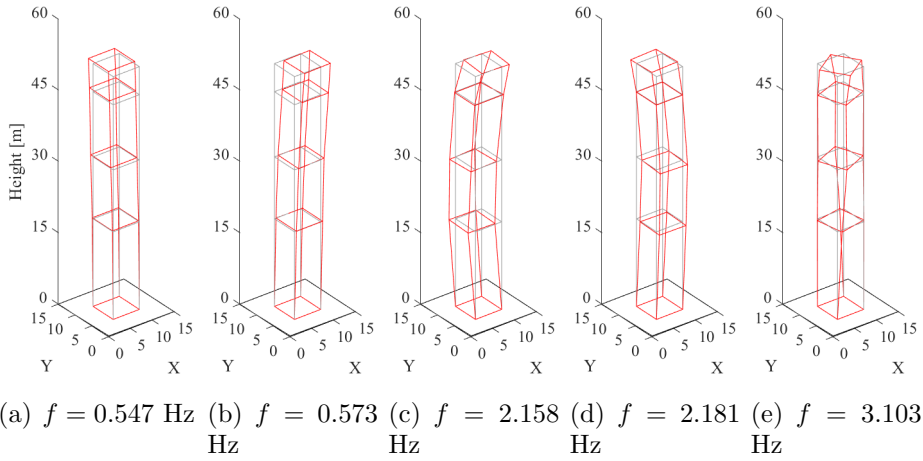 60 60 60 60 60
45 45 45 45 45
Height [m]
30 30 30 30 30
15 15 15 15 15
0 0 0 0 0
15 15 15 15 15 15 15 15 15 15
10 10 10 10 10 10 10 10 10 10
5 5 5 5 5 5 5 5 5 5
0 0 0 0 0 0 0 0 0 0
Y X Y X Y X Y X Y X
(a) f = 0.547 Hz (b) f = 0.573 (c) f = 2.158 (d) f = 2.181 (e) f = 3.103
Hz Hz Hz Hz